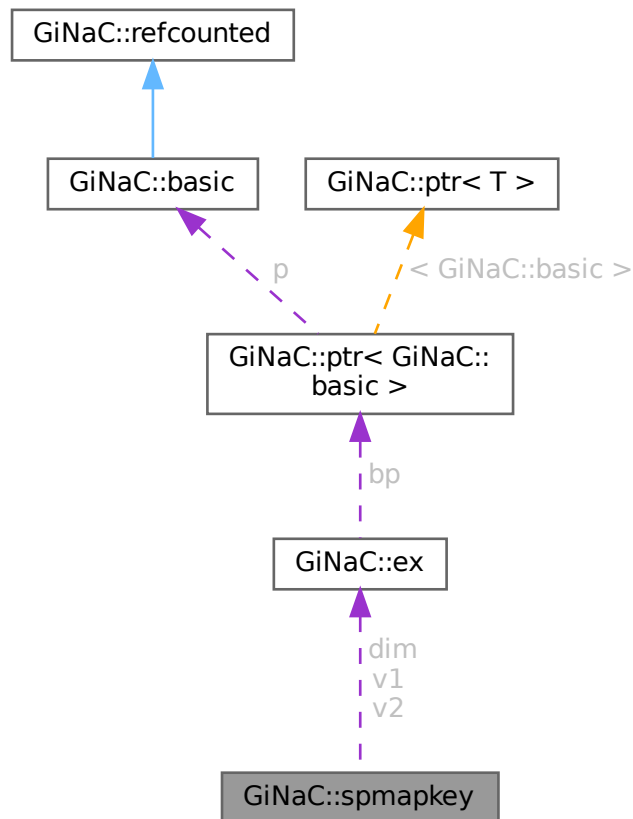 GiNaC::refcounted
GiNaC::basic
GiNaC::ptr< T >
p
< GiNaC::basic >
GiNaC::ptr< GiNaC::
basic >
bp
GiNaC::ex
dim
v1
v2
GiNaC::spmapkey